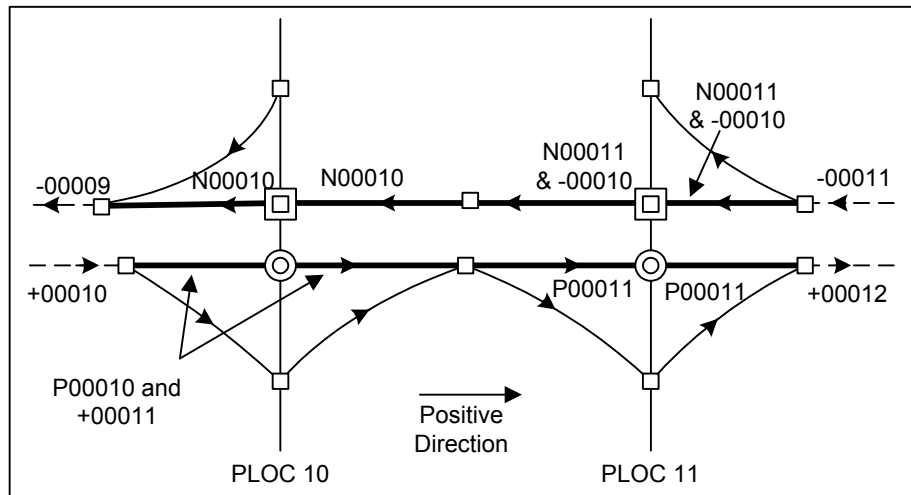 N00011
& -00010
N00011
& -00010
-00009
N00010
N00010
-00011
+00010
P00011
P00011
+00012
P00010 and
+00011
Positive
Direction
PLOC 10
PLOC 11